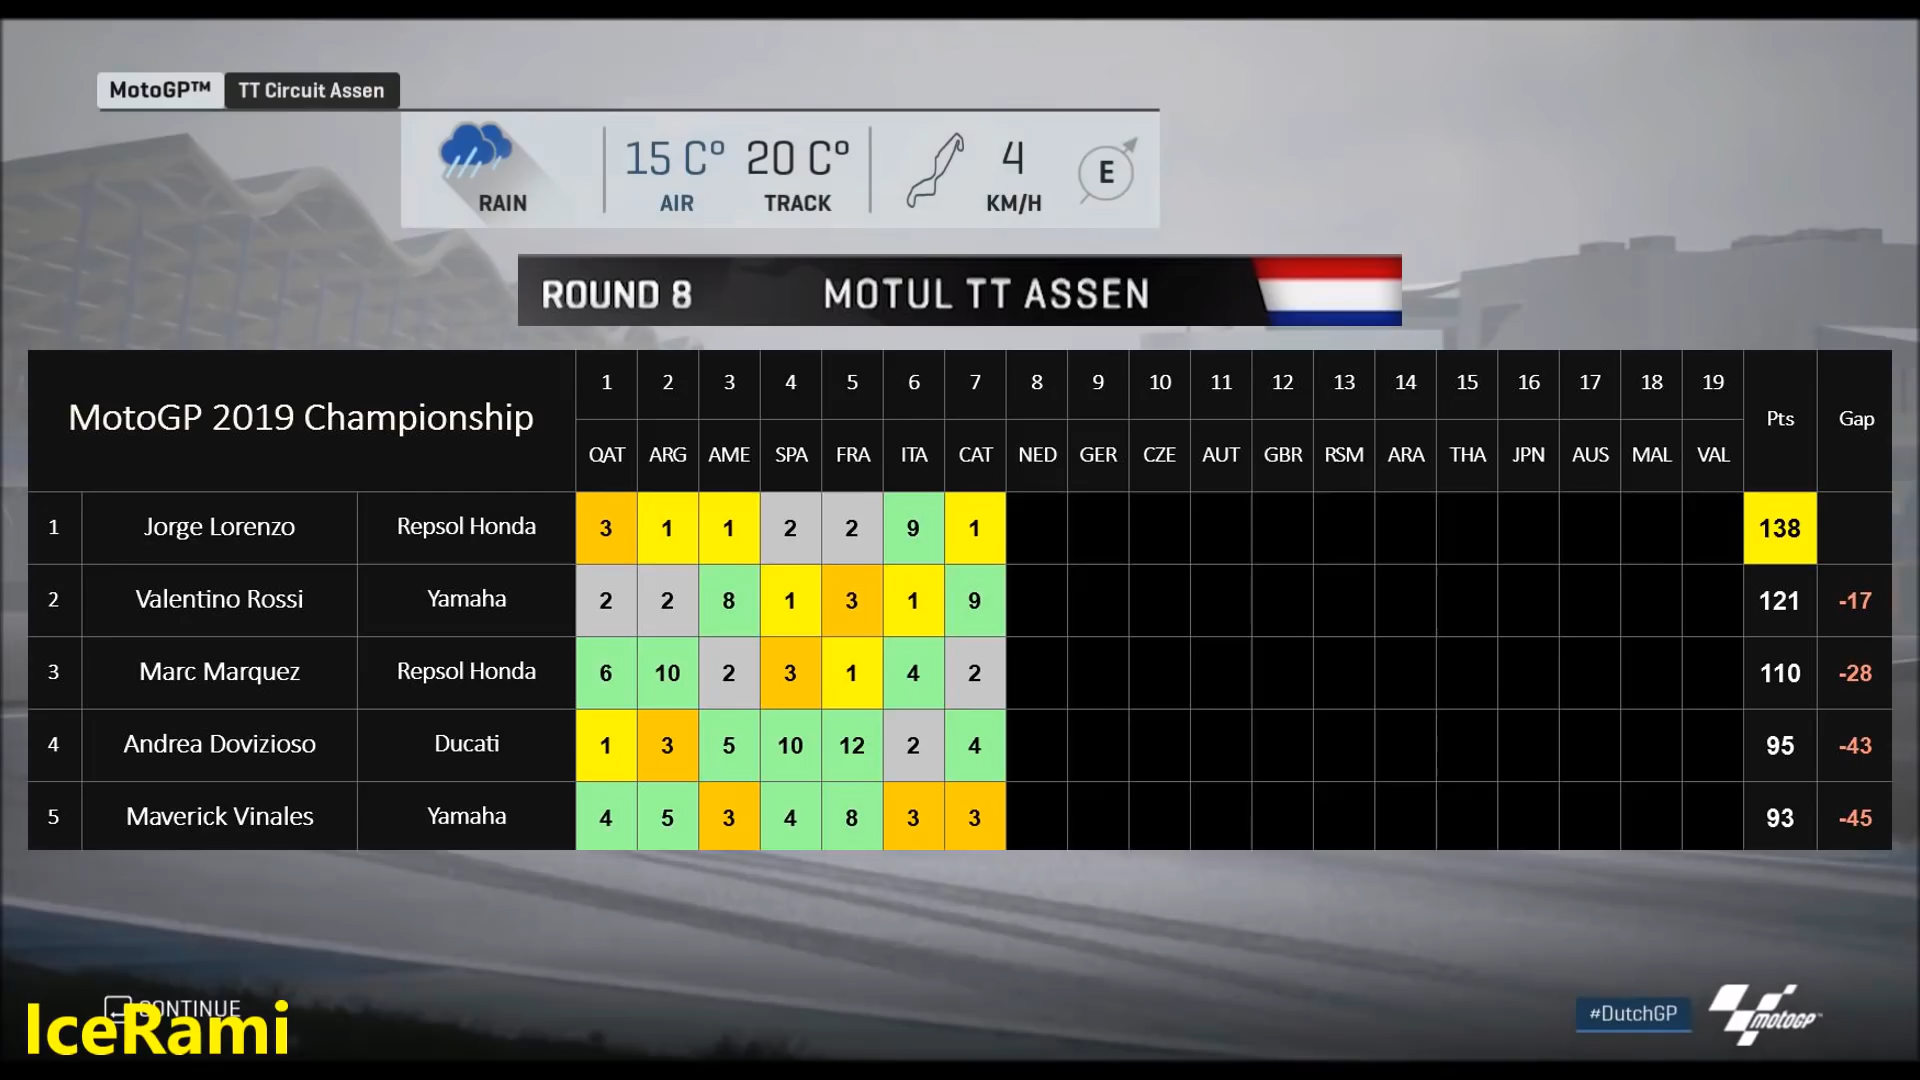 MotoGP™ TT Circuit Assen
15 C° 20 C° 4 E
RAIN AIR TRACK KM/H
ROUND 8 MOTUL TT ASSEN
MotoGP 2019 Championship 1 2 3 4 5 6 7 8 9 10 11 12 13 14 15 16 17 18 19 Pts Gap
QAT ARG AME SPA FRA ITA CAT NED GER CZE AUT GBR RSM ARA THA JPN AUS MAL VAL
1 Jorge Lorenzo Repsol Honda 3 1 1 2 2 9 1 138
2 Valentino Rossi Yamaha 2 2 8 1 3 1 9 121 -17
3 Marc Marquez Repsol Honda 6 10 2 3 1 4 2 110 -28
4 Andrea Dovizioso Ducati 1 3 5 10 12 2 4 95 -43
5 Maverick Vinales Yamaha 4 5 3 4 8 3 3 93 -45
CONTINUE
IceRami
#DutchGP motoGP™